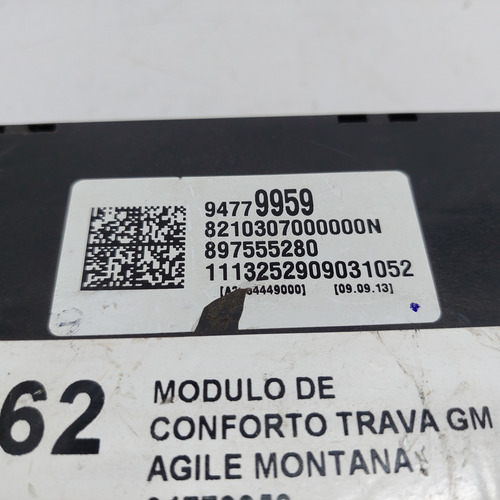 94779959
8210307000000N
897555280
1113252909031052
[09.09.13]
62
MODULO DE
CONFORTO TRAVA GM
AGILE MONTANA